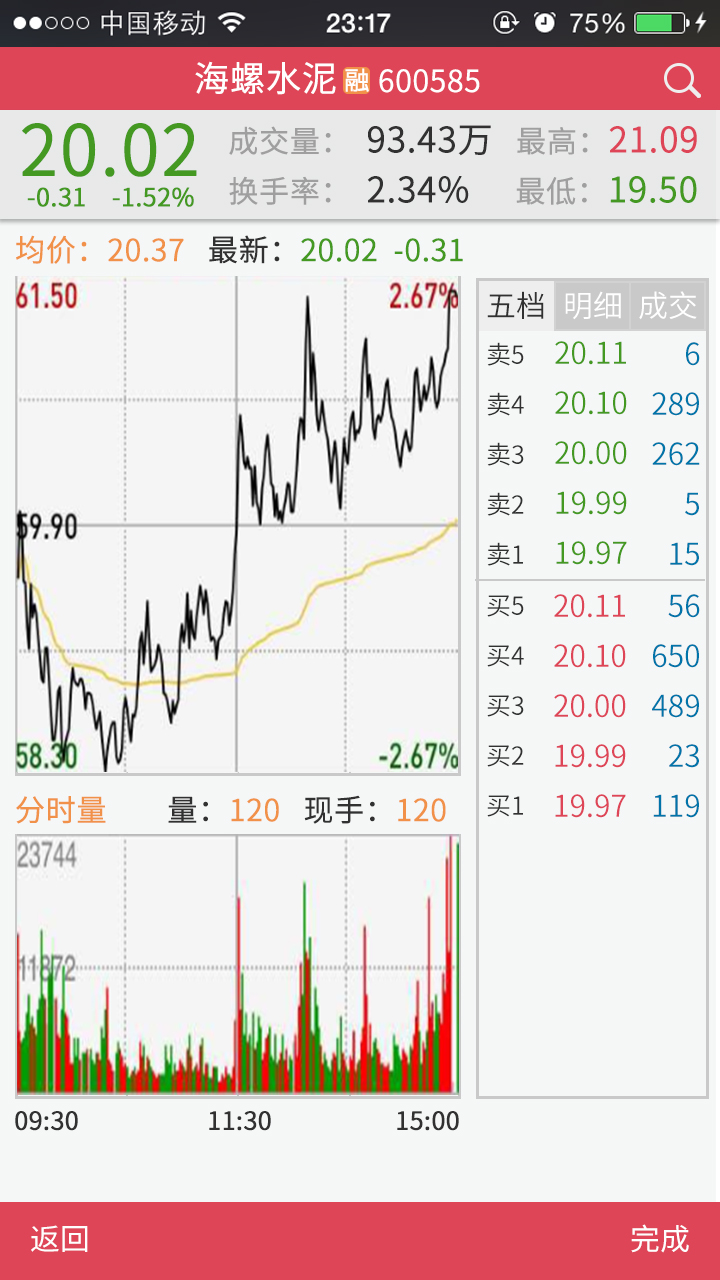 中国移动 23:17 75%
海螺水泥 融 600585
20.02 成交量： 93.43万 最高： 21.09
-0.31 -1.52% 换手率： 2.34% 最低： 19.50
均价： 20.37 最新： 20.02 -0.31
61.50 2.67%
59.90
58.30 -2.67%
五档 明细 成交
卖5 20.11 6
卖4 20.10 289
卖3 20.00 262
卖2 19.99 5
卖1 19.97 15
买5 20.11 56
买4 20.10 650
买3 20.00 489
买2 19.99 23
买1 19.97 119
分时量 量： 120 现手： 120
23744
11872
09:30 11:30 15:00
返回 完成